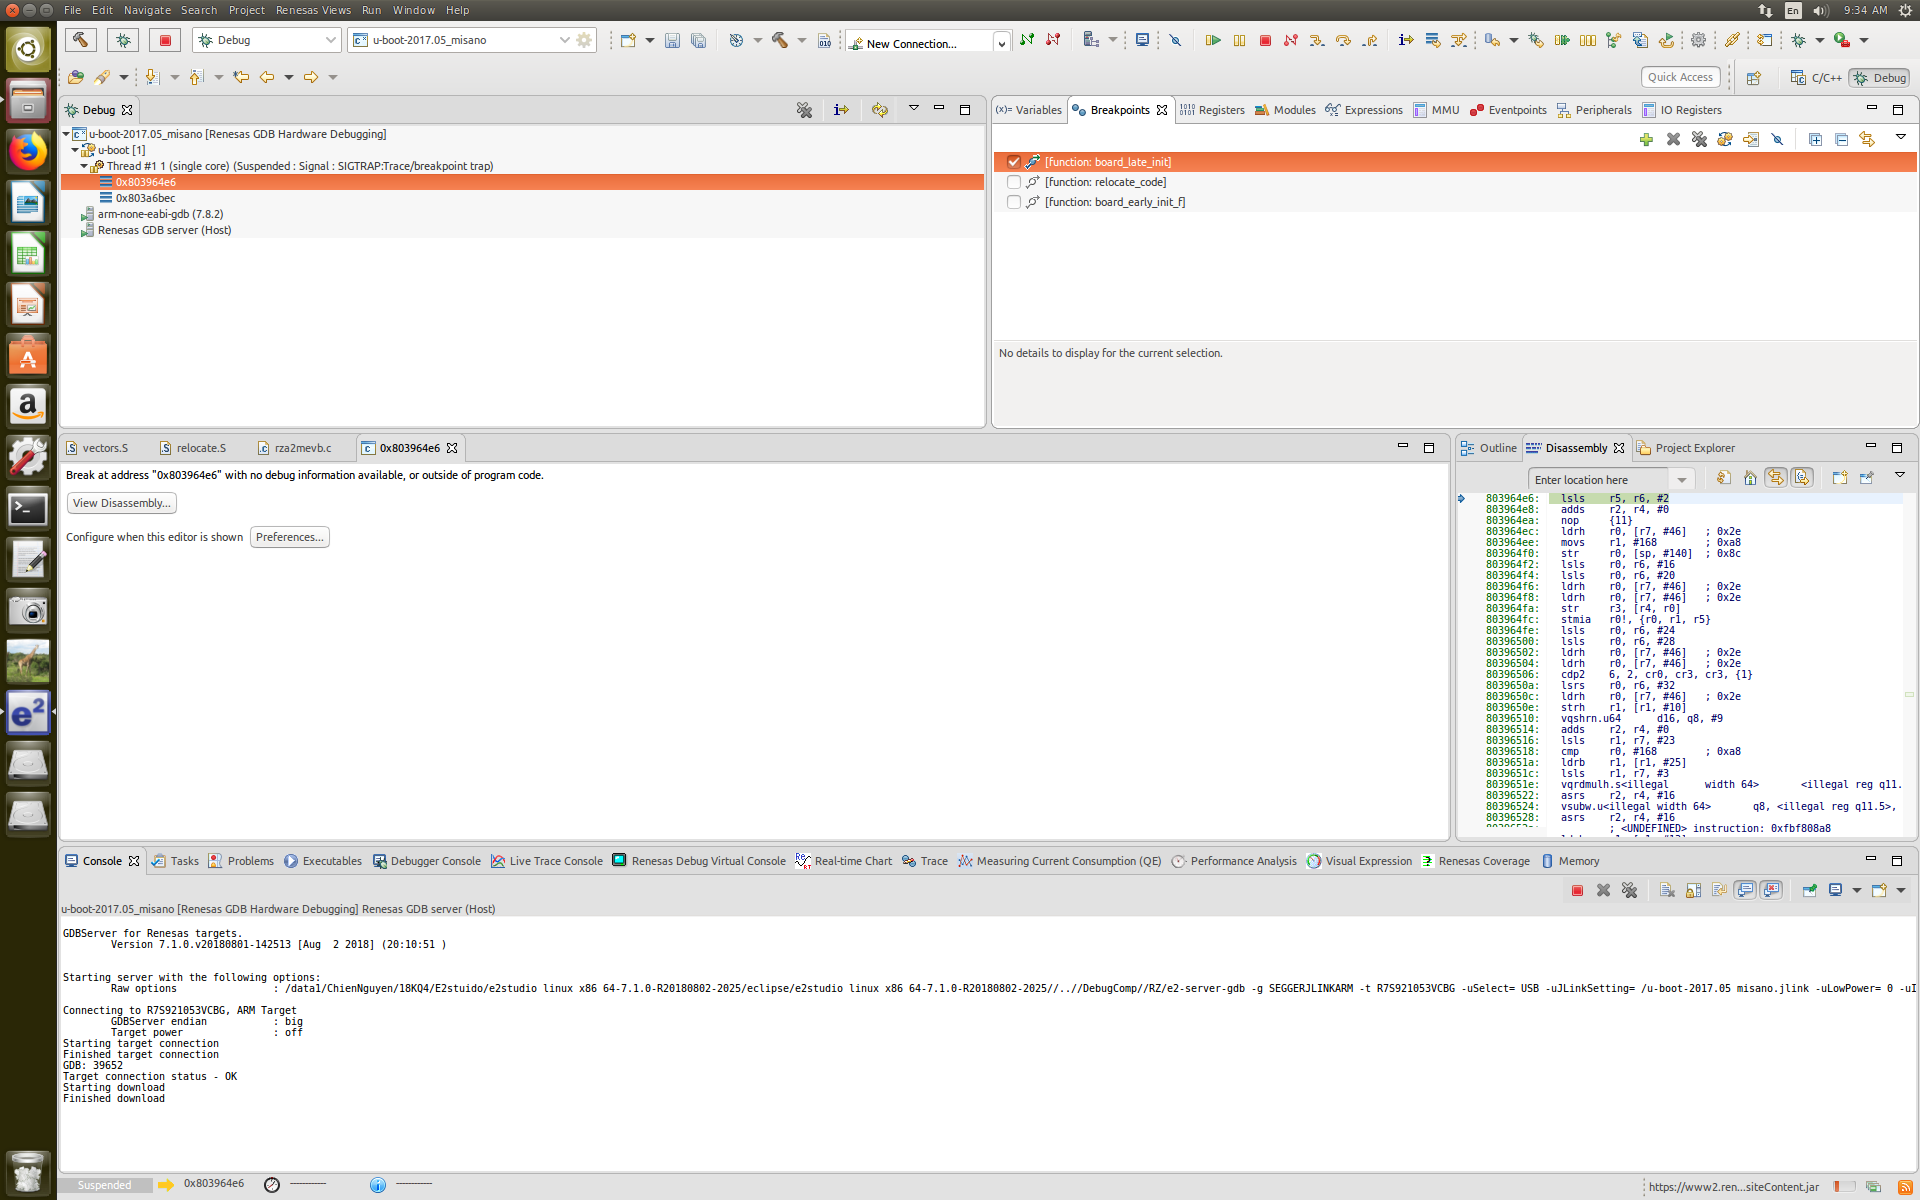 File Edit Navigate Search Project Renesas Views Run Window Help
En
9:34 AM
Debug
u-boot-2017.05_misano
New Connection...
Quick Access
C/C++
Debug
Debug
u-boot-2017.05_misano [Renesas GDB Hardware Debugging]
u-boot [1]
Thread #1 1 (single core) (Suspended : Signal : SIGTRAP:Trace/breakpoint trap)
0x803964e6
0x803a6bec
arm-none-eabi-gdb (7.8.2)
Renesas GDB server (Host)
(x)= Variables Breakpoints Registers Modules Expressions MMU Eventpoints Peripherals IO Registers
[function: board_late_init]
[function: relocate_code]
[function: board_early_init_f]
No details to display for the current selection.
vectors.S relocate.S rza2mevb.c 0x803964e6
Break at address "0x803964e6" with no debug information available, or outside of program code.
View Disassembly...
Configure when this editor is shown Preferences...
Outline Disassembly Project Explorer
Enter location here
803964e6: lsls r5, r6, #2
803964e8: adds r2, r4, #0
803964ea: nop {11}
803964ec: ldrh r0, [r7, #46] ; 0x2e
803964ee: movs r1, #168 ; 0xa8
803964f0: str r0, [sp, #140] ; 0x8c
803964f2: lsls r0, r6, #16
803964f4: lsls r0, r6, #20
803964f6: ldrh r0, [r7, #46] ; 0x2e
803964f8: ldrh r0, [r7, #46] ; 0x2e
803964fa: str r3, [r4, r0]
803964fc: stmia r0!, {r0, r1, r5}
803964fe: lsls r0, r6, #24
80396500: lsls r0, r6, #28
80396502: ldrh r0, [r7, #46] ; 0x2e
80396504: ldrh r0, [r7, #46] ; 0x2e
80396506: cdp2 6, 2, cr0, cr3, cr3, {1}
8039650a: lsrs r0, r6, #32
8039650c: ldrh r0, [r7, #46] ; 0x2e
8039650e: strh r1, [r1, #10]
80396510: vqshrn.u64 d16, q8, #9
80396514: adds r2, r4, #0
80396516: lsls r1, r7, #23
80396518: cmp r0, #168 ; 0xa8
8039651a: ldrb r1, [r1, #25]
8039651c: lsls r1, r7, #3
8039651e: vqrdmulh.s<illegal width 64> <illegal reg q11.
80396522: asrs r2, r4, #16
80396524: vsubw.u<illegal width 64> q8, <illegal reg q11.5>,
80396528: asrs r2, r4, #16
; <UNDEFINED> instruction: 0xfbf808a8
Console Tasks Problems Executables Debugger Console Live Trace Console Renesas Debug Virtual Console Real-time Chart Trace Measuring Current Consumption (QE) Performance Analysis Visual Expression Renesas Coverage Memory
u-boot-2017.05_misano [Renesas GDB Hardware Debugging] Renesas GDB server (Host)
GDBServer for Renesas targets.
Version 7.1.0.v20180801-142513 [Aug 2 2018] (20:10:51 )
Starting server with the following options:
Raw options : /data1/ChienNguyen/18KQ4/E2stuido/e2studio linux x86 64-7.1.0-R20180802-2025/eclipse/e2studio linux x86 64-7.1.0-R20180802-2025//..//DebugComp//RZ/e2-server-gdb -g SEGGERJLINKARM -t R7S921053VCBG -uSelect= USB -uJLinkSetting= /u-boot-2017.05 misano.jlink -uLowPower= 0 -uI
Connecting to R7S921053VCBG, ARM Target
GDBServer endian : big
Target power : off
Starting target connection
Finished target connection
GDB: 39652
Target connection status - OK
Starting download
Finished download
Suspended 0x803964e6 ------------ ------------
https://www2.ren...siteContent.jar